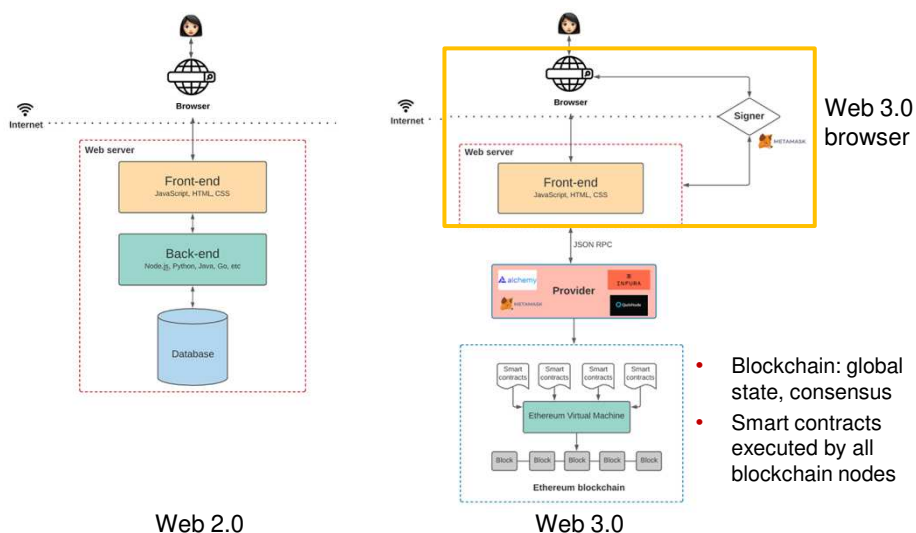 Browser
Internet
Web server
Front-end
JavaScript, HTML, CSS
Back-end
Node.js, Python, Java, Go, etc
Database
Web 2.0
Browser
Internet
Signer
METAMASK
Web 3.0
browser
Web server
Front-end
JavaScript, HTML, CSS
JSON RPC
alchemy
Provider
INFURA
METAMASK
QuickNode
Smart
contracts
Smart
contracts
Smart
contracts
Smart
contracts
Ethereum Virtual Machine
Block
Block
Block
Block
Block
Ethereum blockchain
• Blockchain: global
state, consensus
• Smart contracts
executed by all
blockchain nodes
Web 3.0